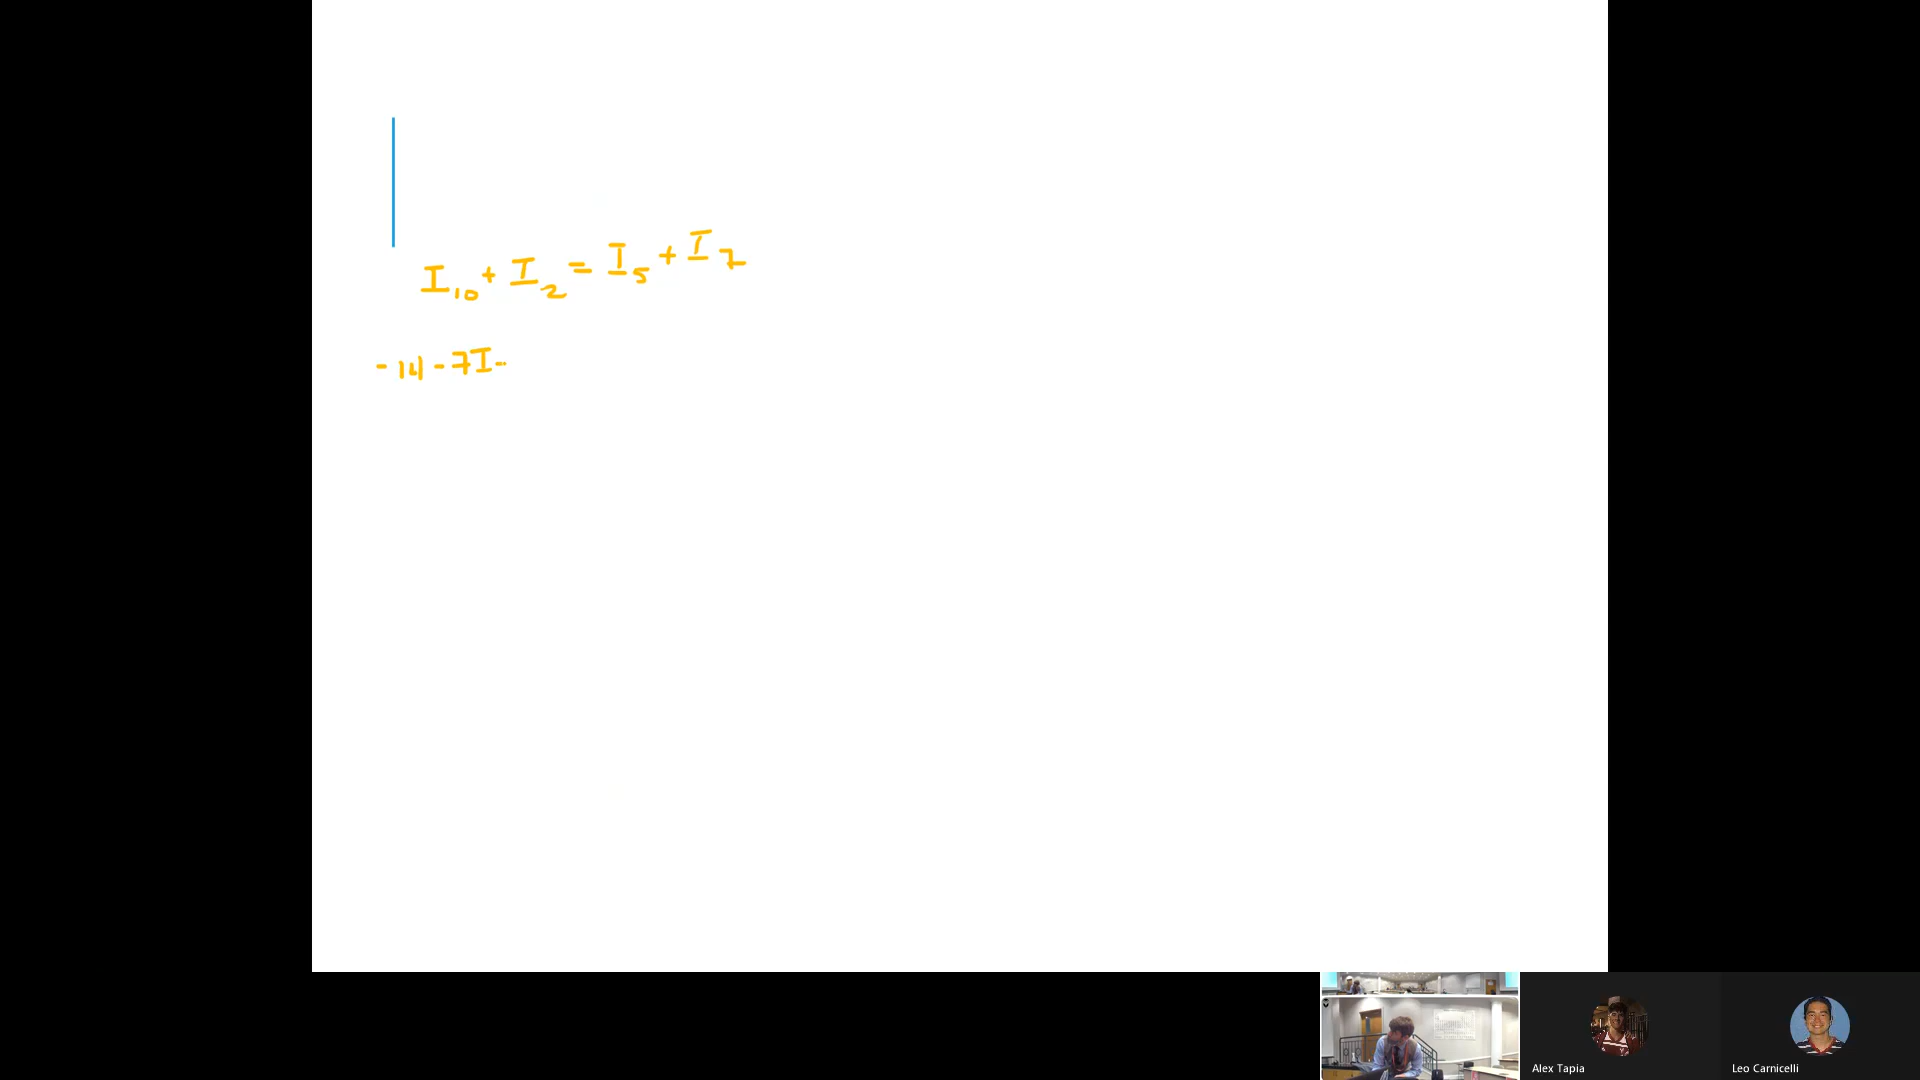 I₁₀ + I₂ = I₅ + I₇
- 14 - 7I -
Alex Tapia
Leo Carnicelli